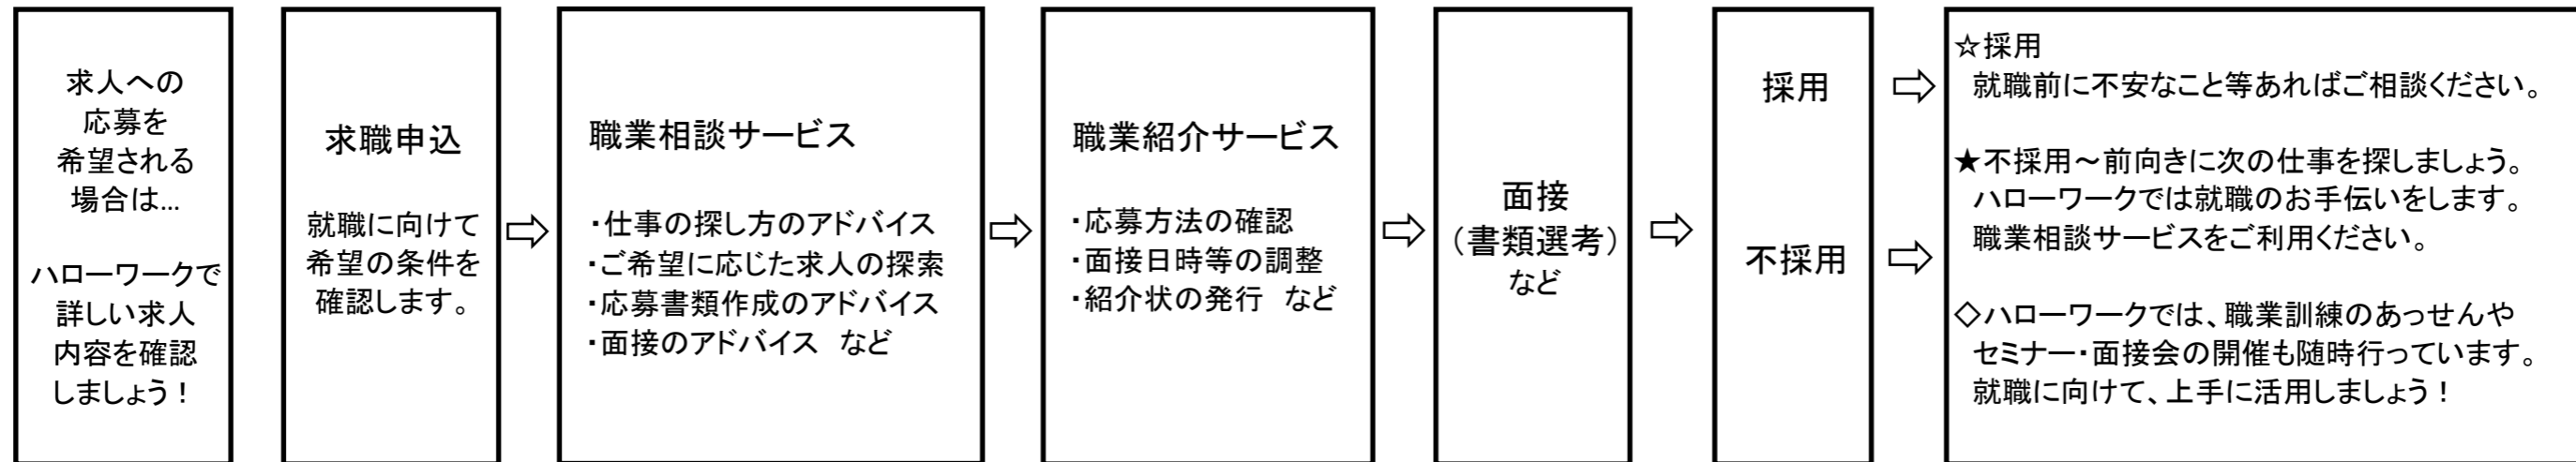 求人への
応募を
希望される
場合は…
ハローワークで
詳しい求人
内容を確認
しましょう！
求職申込
就職に向けて
希望の条件を
確認します。
⇨
職業相談サービス
・仕事の探し方のアドバイス
・ご希望に応じた求人の探索
・応募書類作成のアドバイス
・面接のアドバイス　など
⇨
職業紹介サービス
・応募方法の確認
・面接日時等の調整
・紹介状の発行　など
⇨
面接
（書類選考）
など
⇨
採用
不採用
⇨
⇨
☆採用
就職前に不安なこと等あればご相談ください。
★不採用～前向きに次の仕事を探しましょう。
ハローワークでは就職のお手伝いをします。
職業相談サービスをご利用ください。
◇ハローワークでは、職業訓練のあっせんや
セミナー・面接会の開催も随時行っています。
就職に向けて、上手に活用しましょう！